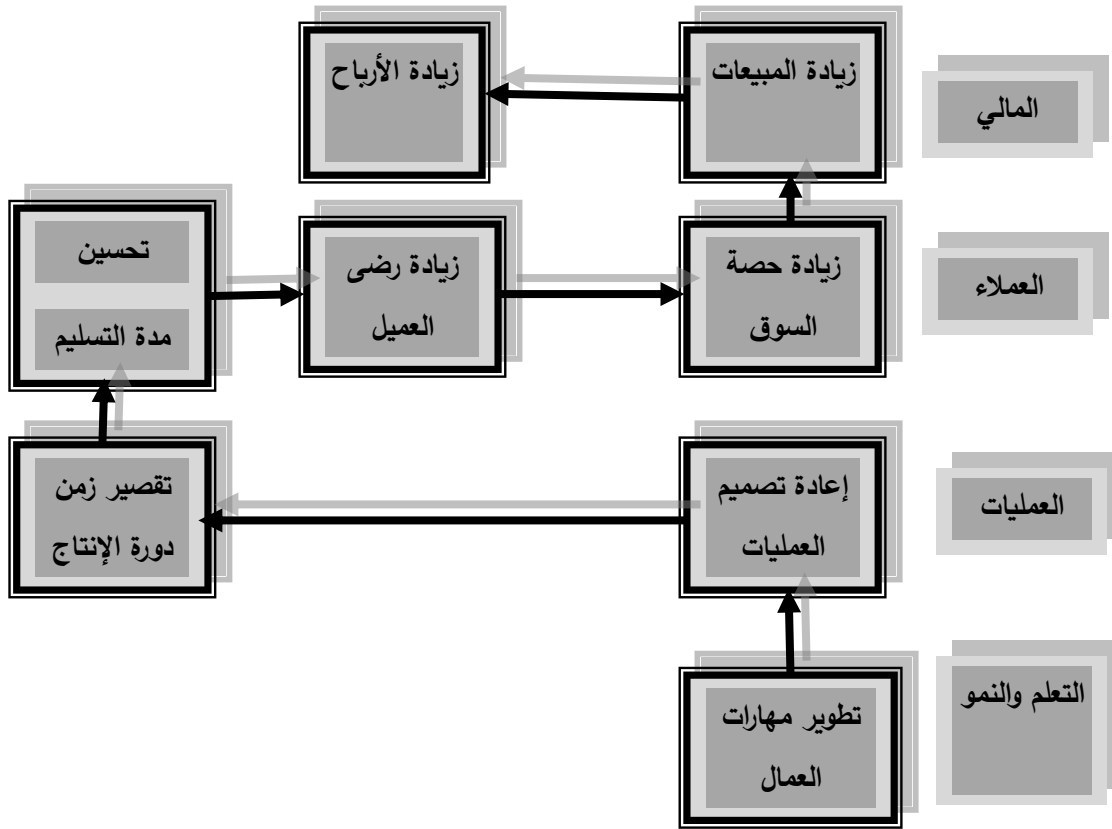 المالي
زيادة المبيعات
زيادة الأرباح
العملاء
زيادة حصة
السوق
زيادة رضى
العميل
تحسين
مدة التسليم
العمليات
إعادة تصميم
العمليات
تقصير زمن
دورة الإنتاج
التعلم والنمو
تطوير مهارات
العمال